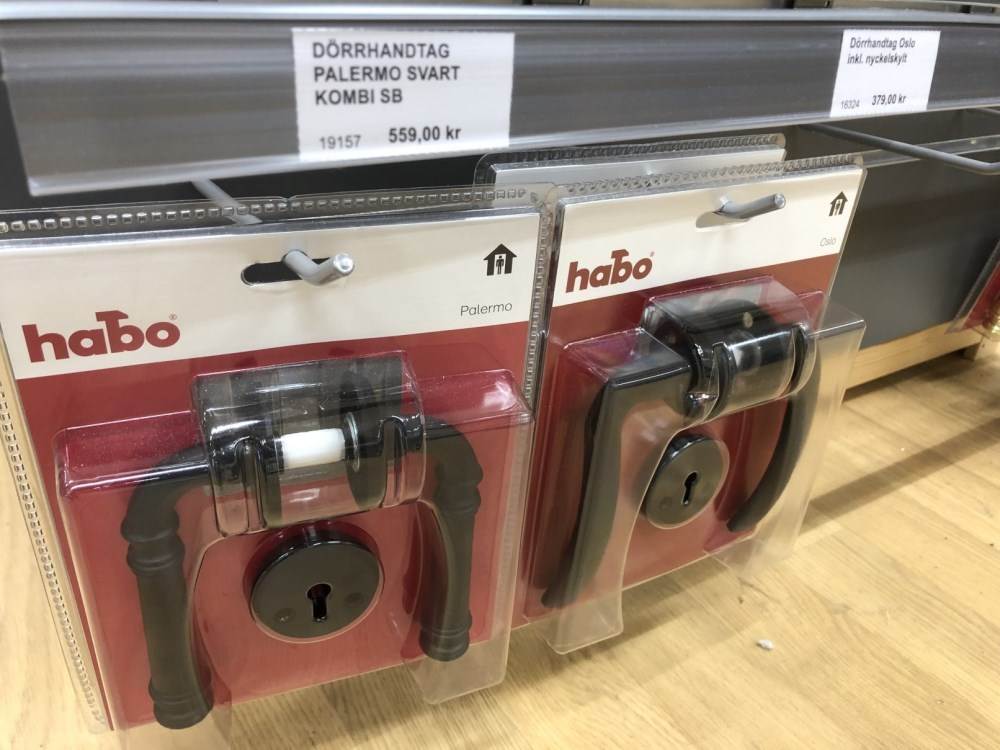 DÖRRHANDTAG
PALERMO SVART
KOMBI SB
19157 559,00 kr
Dörrhandtag Oslo
inkl. nyckelskylt
16324 379,00 kr
habo®
Palermo
habo®
Oslo